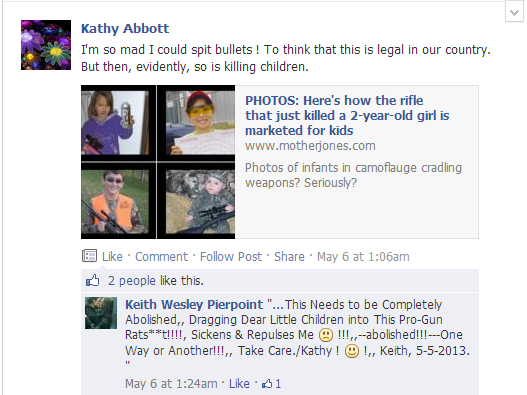 Kathy Abbott
I'm so mad I could spit bullets ! To think that this is legal in our country.
But then, evidently, so is killing children.
PHOTOS: Here's how the rifle
that just killed a 2-year-old girl is
marketed for kids
www.motherjones.com
Photos of infants in camoflauge cradling
weapons? Seriously?
Like · Comment · Follow Post · Share · May 6 at 1:06am
2 people like this.
Keith Wesley Pierpoint "...This Needs to be Completely
Abolished,, Dragging Dear Little Children into This Pro-Gun
Rats**t!!!!, Sickens & Repulses Me 🙁 !!!,,--abolished!!!---One
Way or Another!!!,, Take Care./Kathy ! 🙂 !,, Keith, 5-5-2013.
"
May 6 at 1:24am · Like · 1